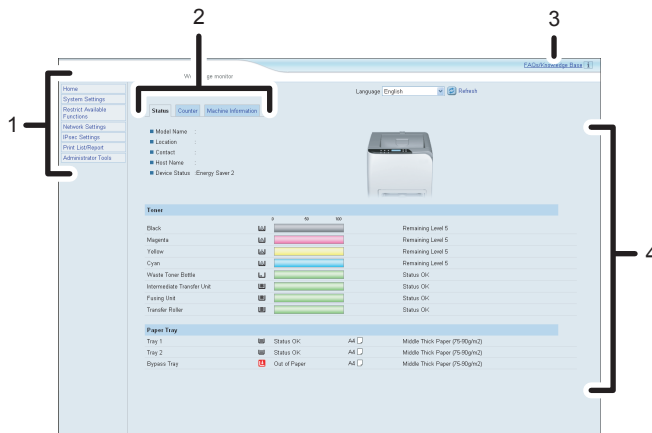 2
3
1
4
FAQs/Knowledge Base
ge monitor
Language English Refresh
Home
System Settings
Restrict Available
Functions
Network Settings
IPsec Settings
Print List/Report
Administrator Tools
Status Counter Machine Information
Model Name :
Location :
Contact :
Host Name :
Device Status :Energy Saver 2
Toner
0 50 100
Black Remaining Level 5
Magenta Remaining Level 5
Yellow Remaining Level 5
Cyan Remaining Level 5
Waste Toner Bottle Status OK
Intermediate Transfer Unit Status OK
Fusing Unit Status OK
Transfer Roller Status OK
Paper Tray
Tray 1 Status OK A4 Middle Thick Paper (75-90g/m2)
Tray 2 Status OK A4 Middle Thick Paper (75-90g/m2)
Bypass Tray Out of Paper A4 Middle Thick Paper (75-90g/m2)